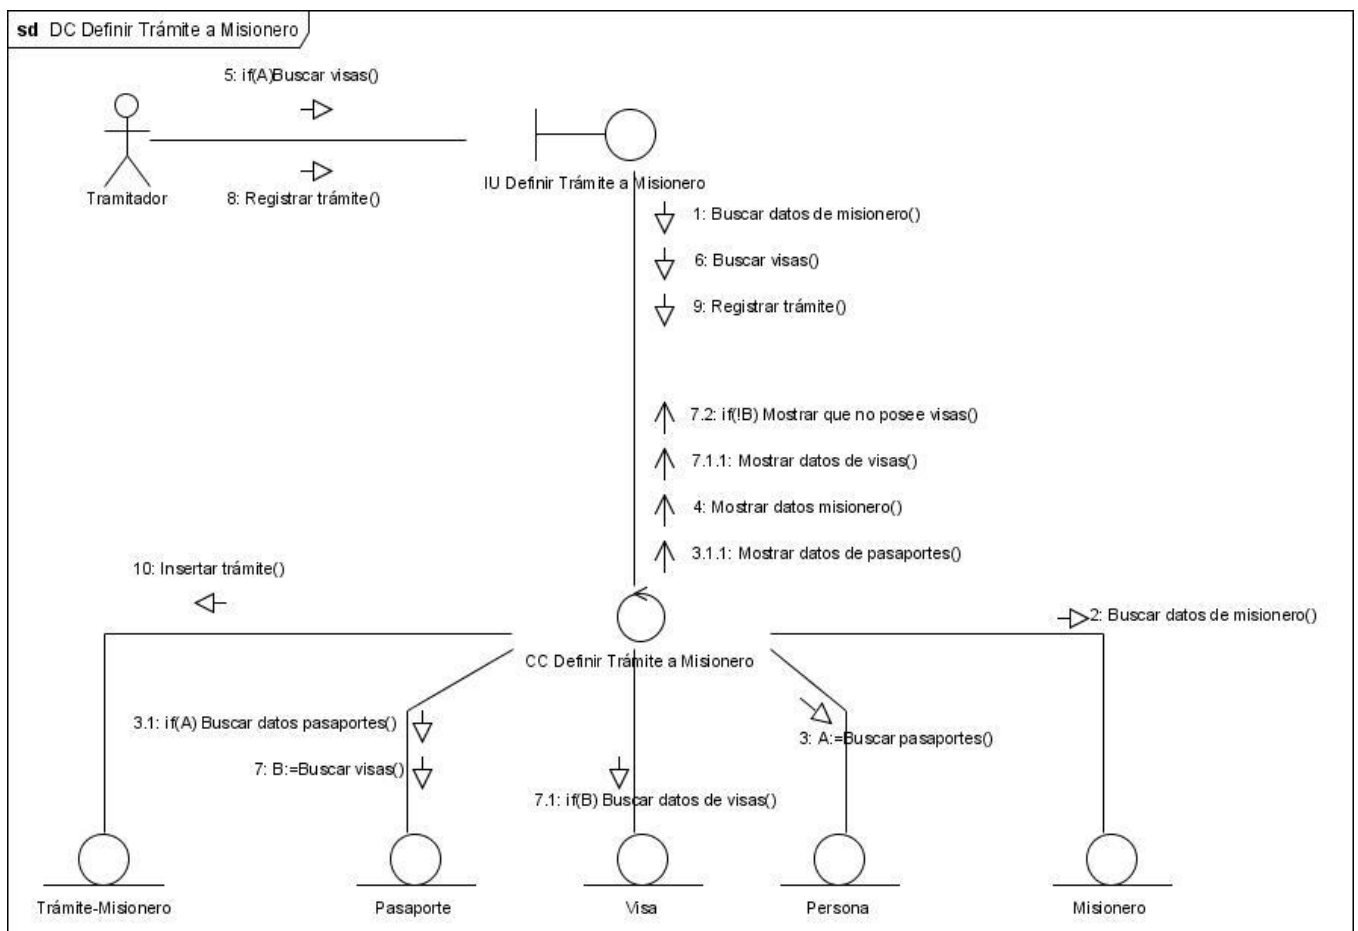 sd DC Definir Trámite a Misionero
5: if(A)Buscar visas()
Tramitador
8: Registrar trámite()
IU Definir Trámite a Misionero
1: Buscar datos de misionero()
6: Buscar visas()
9: Registrar trámite()
7.2: if(!B) Mostrar que no posee visas()
7.1.1: Mostrar datos de visas()
4: Mostrar datos misionero()
3.1.1: Mostrar datos de pasaportes()
10: Insertar trámite()
2: Buscar datos de misionero()
CC Definir Trámite a Misionero
3.1: if(A) Buscar datos pasaportes()
3: A:=Buscar pasaportes()
7: B:=Buscar visas()
7.1: if(B) Buscar datos de visas()
Trámite-Misionero
Pasaporte
Visa
Persona
Misionero